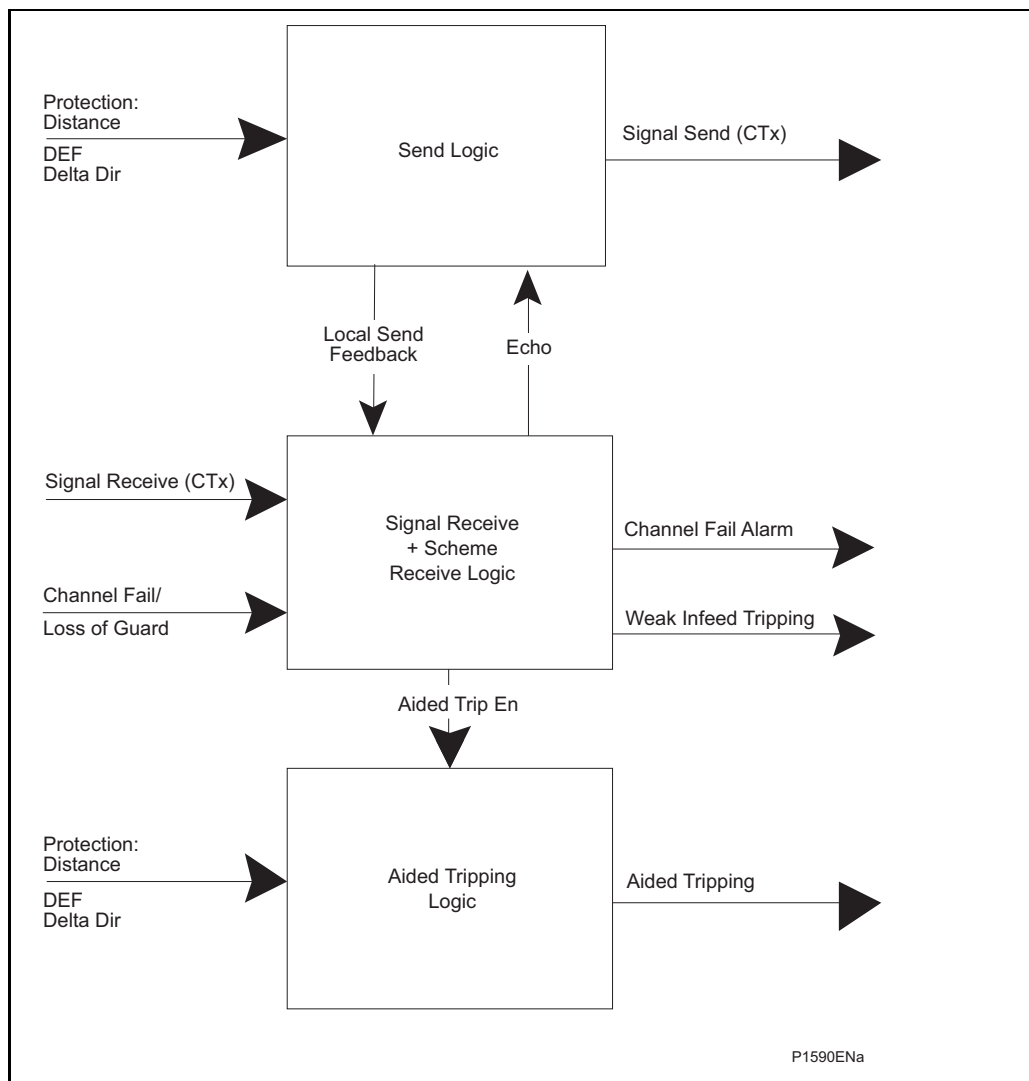 Protection:
Distance
DEF
Delta Dir
Send Logic
Signal Send (CTx)
Local Send
Feedback
Echo
Signal Receive (CTx)
Channel Fail/
Loss of Guard
Signal Receive
+ Scheme
Receive Logic
Channel Fail Alarm
Weak Infeed Tripping
Aided Trip En
Protection:
Distance
DEF
Delta Dir
Aided Tripping
Logic
Aided Tripping
P1590ENa